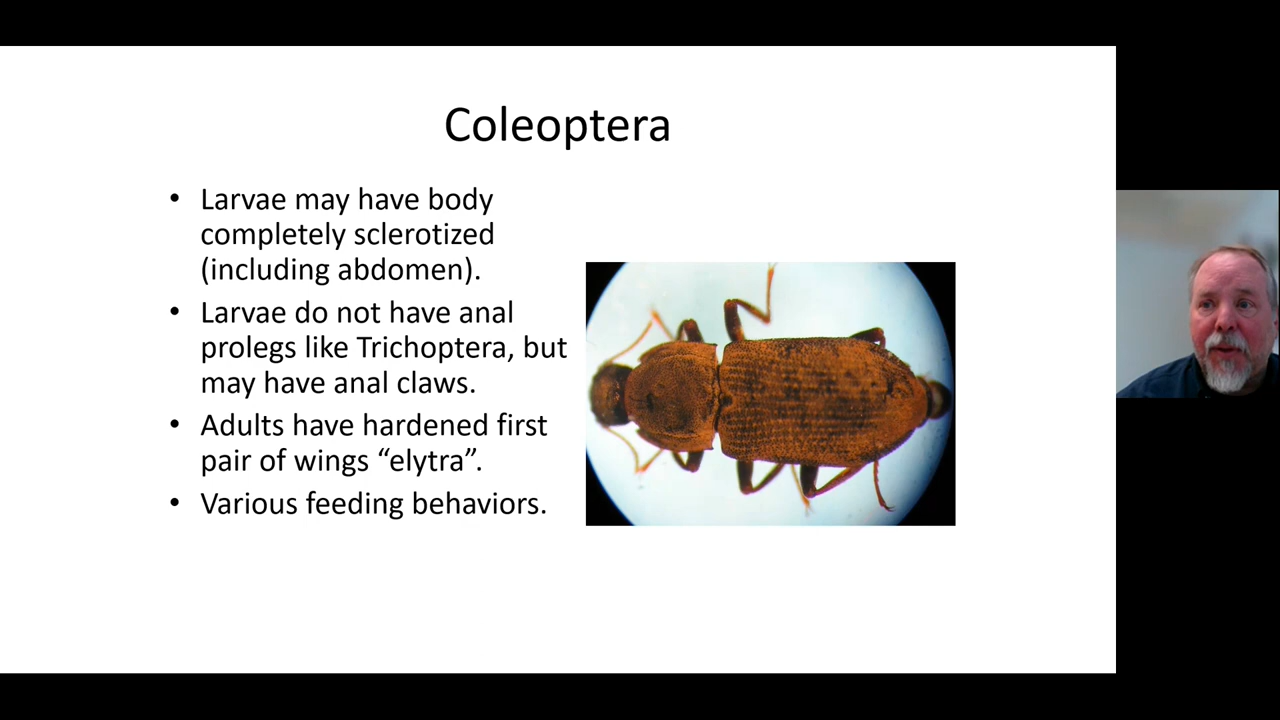 Coleoptera
• Larvae may have body
completely sclerotized
(including abdomen).
• Larvae do not have anal
prolegs like Trichoptera, but
may have anal claws.
• Adults have hardened first
pair of wings “elytra”.
• Various feeding behaviors.